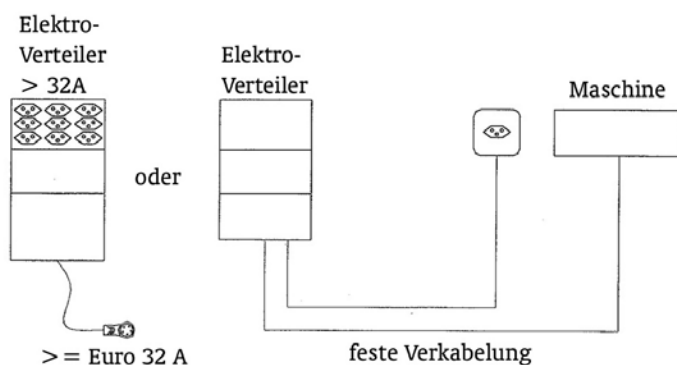 Elektro-
Verteiler
> 32A
oder
>= Euro 32 A
Elektro-
Verteiler
Maschine
feste Verkabelung